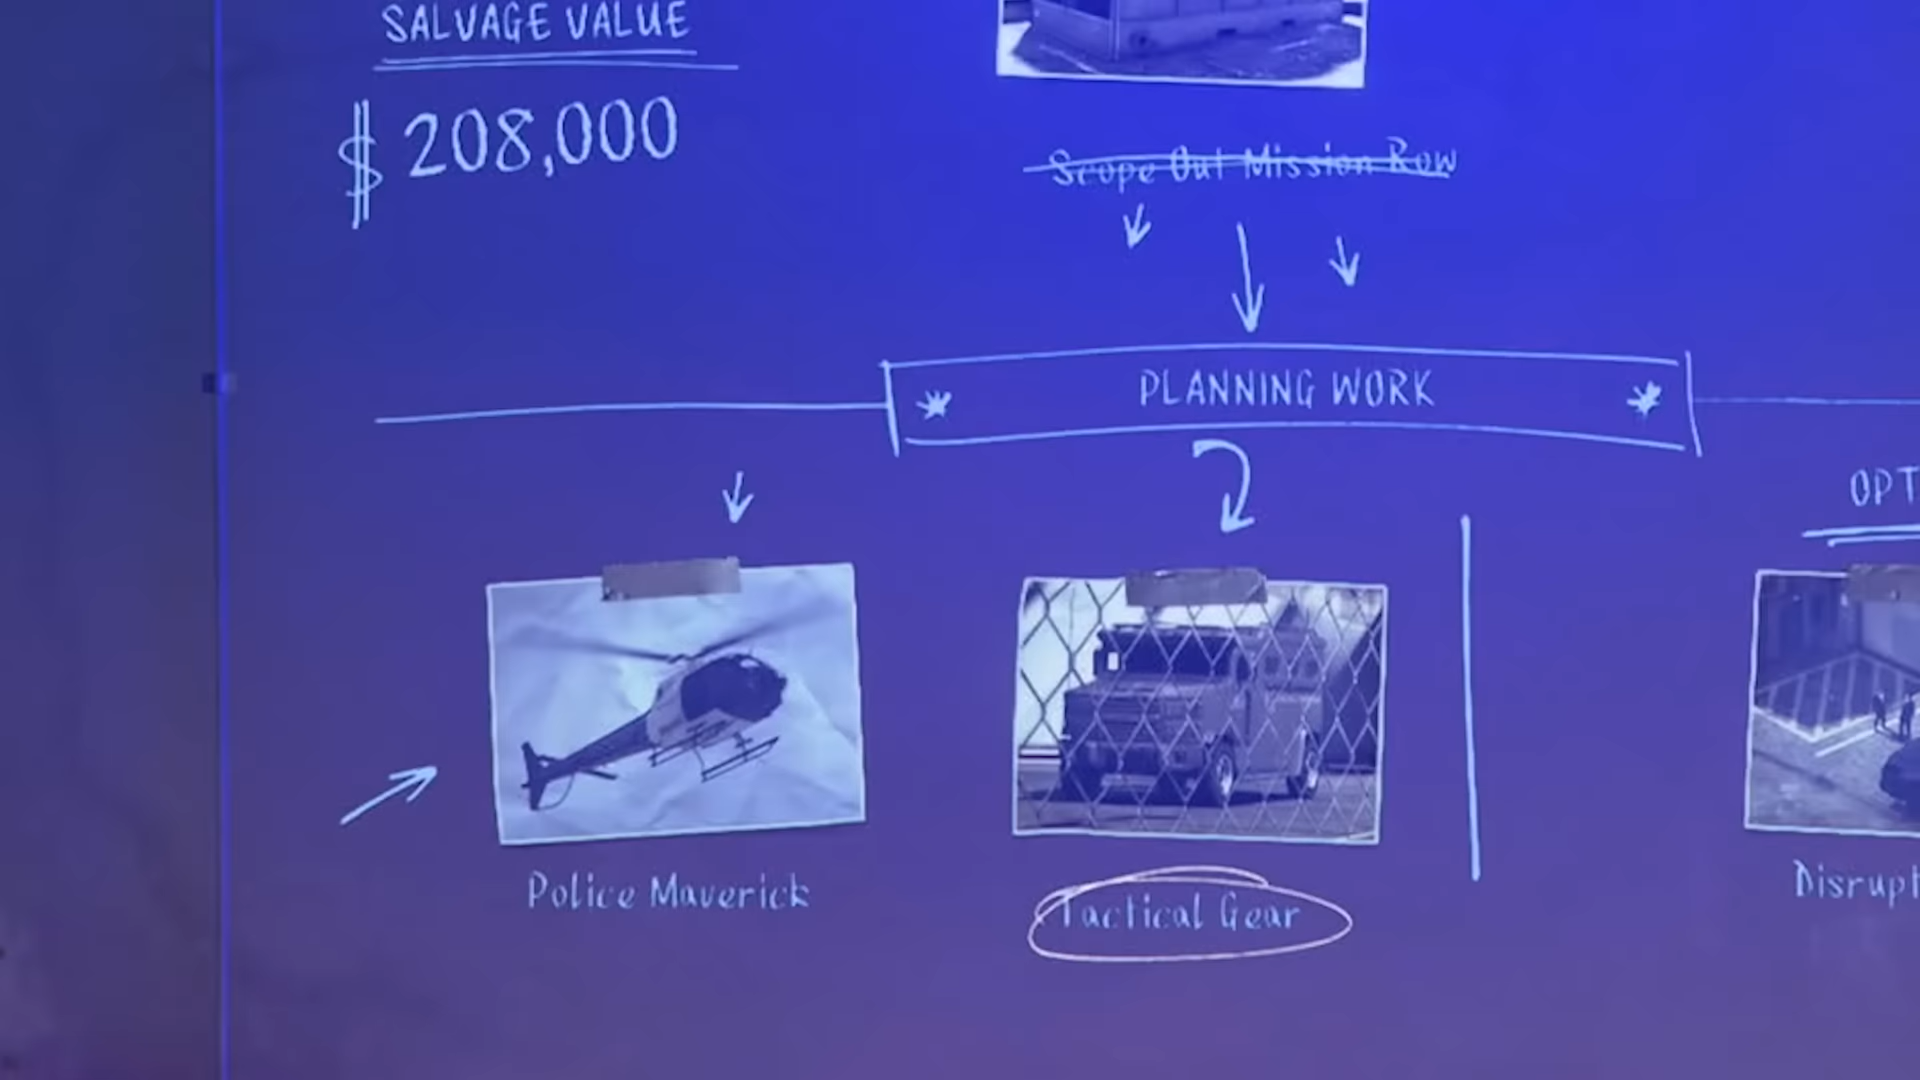 SALVAGE VALUE
$ 208,000
Scope Out Mission Row
PLANNING WORK
OPT
Police Maverick
Tactical Gear
Disrupt